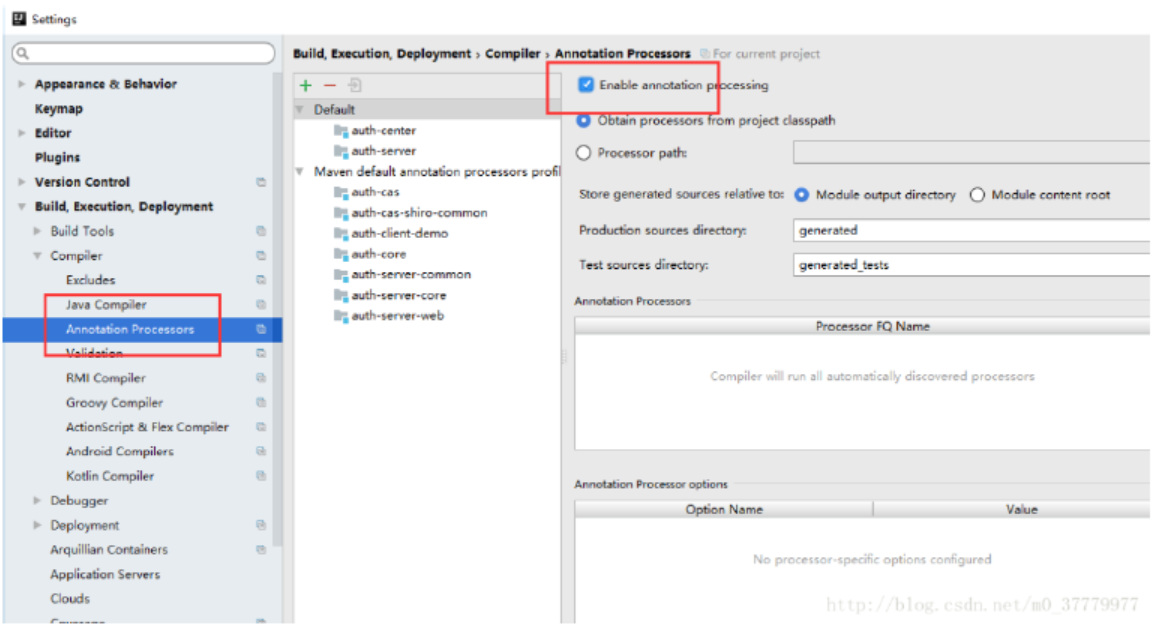 Settings
Appearance & Behavior
Keymap
Editor
Plugins
Version Control
Build, Execution, Deployment
Build Tools
Compiler
Excludes
Java Compiler
Annotation Processors
Validation
RMI Compiler
Groovy Compiler
ActionScript & Flex Compiler
Android Compilers
Kotlin Compiler
Debugger
Deployment
Arquillian Containers
Application Servers
Clouds
Build, Execution, Deployment › Compiler › Annotation Processors For current project
Default
auth-center
auth-server
Maven default annotation processors profil
auth-cas
auth-cas-shiro-common
auth-client-demo
auth-core
auth-server-common
auth-server-core
auth-server-web
Enable annotation processing
Obtain processors from project classpath
Processor path:
Store generated sources relative to: Module output directory Module content root
Production sources directory: generated
Test sources directory: generated_tests
Annotation Processors
Processor FQ Name
Compiler will run all automatically discovered processors
Annotation Processor options
Option Name Value
No processor-specific options configured
http://blog.csdn.net/m0_37779977